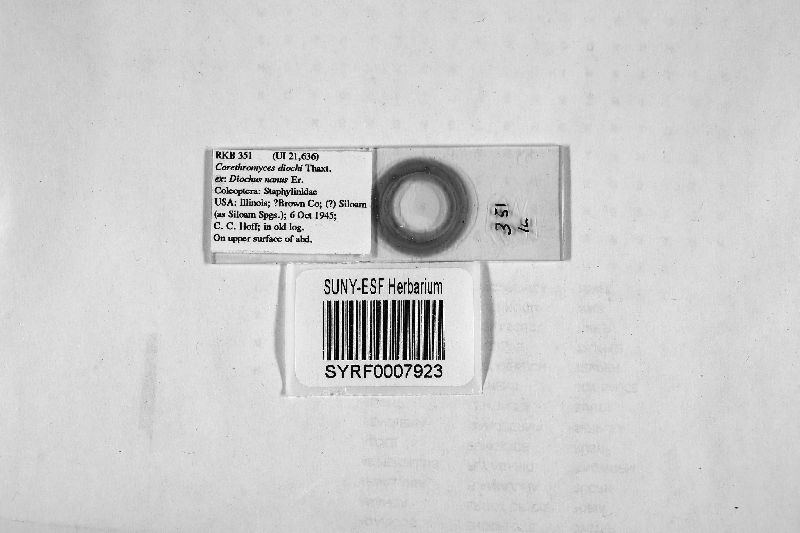 RKB 351 (UI 21,636)
Corethromyces diochi Thaxt.
ex: Diochus nanus Er.
Coleoptera: Staphylinidae
USA: Illinois; ?Brown Co; (?) Siloam
(as Siloam Spgs.); 6 Oct 1945;
C. C. Hoff; in old log.
On upper surface of abd.
351
SUNY-ESF Herbarium
SYRF0007923